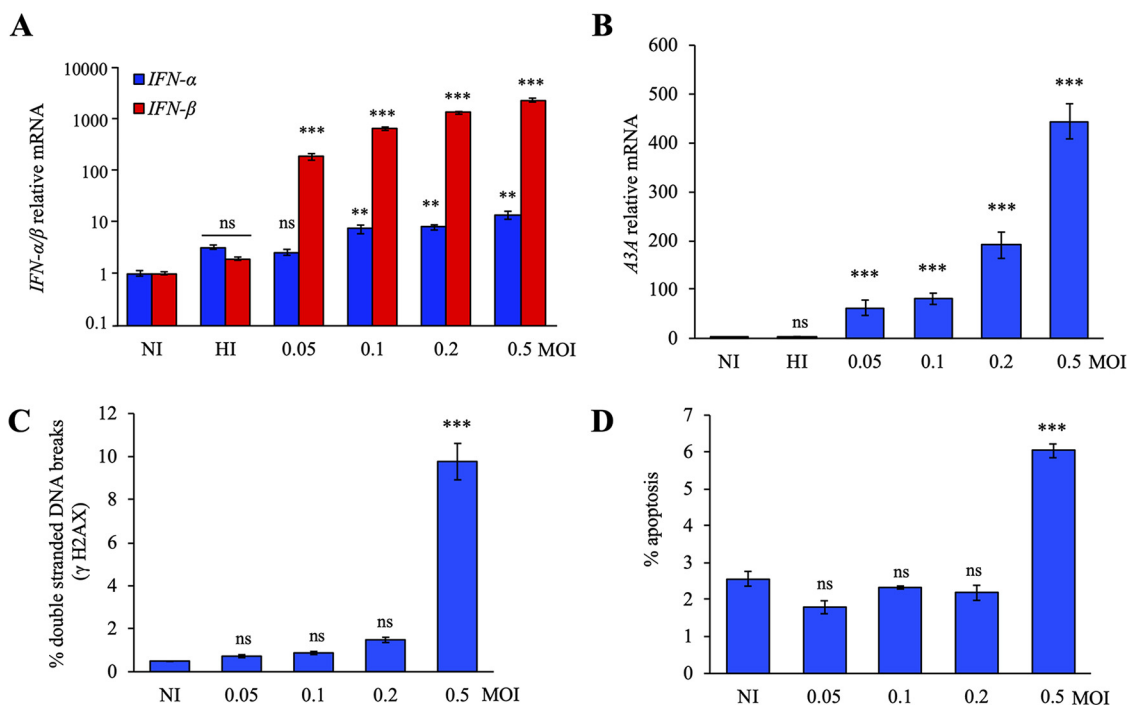 A
IFN-α/β relative mRNA
10000
1000
100
10
1
0.1
IFN-α
IFN-β
ns
ns
***
**
***
**
***
**
***
NI HI 0.05 0.1 0.2 0.5 MOI
B
A3A relative mRNA
600
500
400
300
200
100
0
ns
***
***
***
***
NI HI 0.05 0.1 0.2 0.5 MOI
C
% double stranded DNA breaks
(γ H2AX)
12
10
8
6
4
2
0
ns
ns
ns
***
NI 0.05 0.1 0.2 0.5 MOI
D
% apoptosis
7
6
5
4
3
2
1
0
ns
ns
ns
***
NI 0.05 0.1 0.2 0.5 MOI